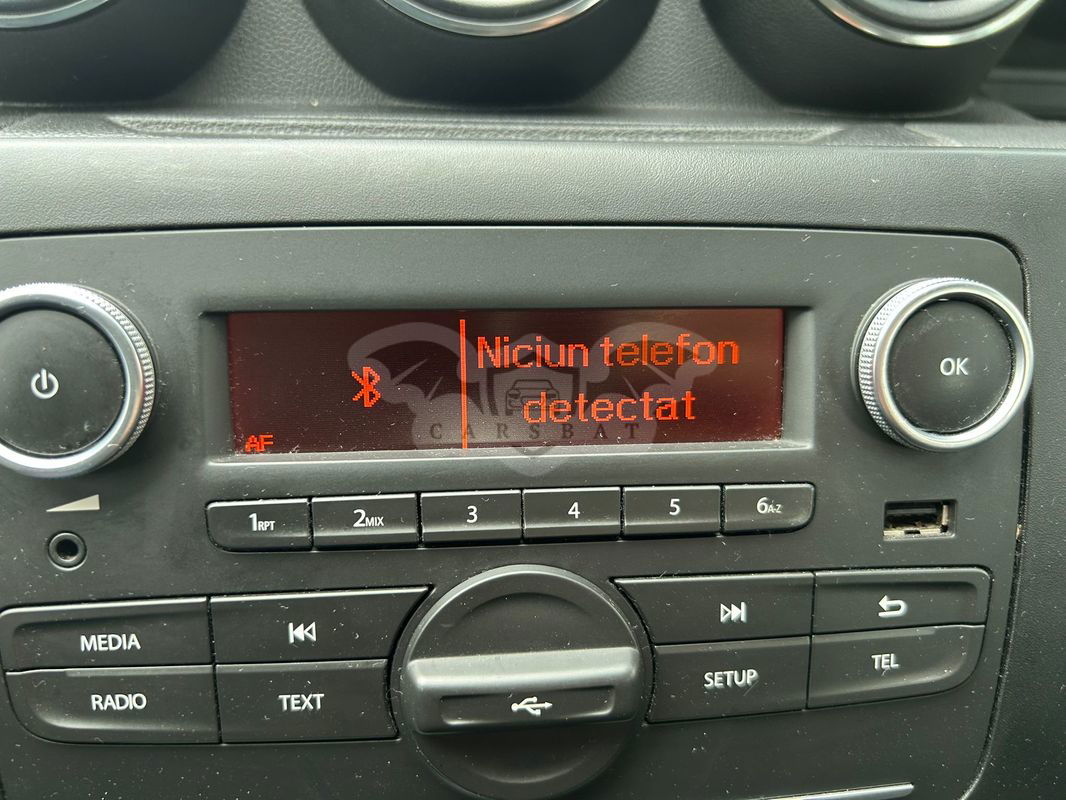 Niciun telefon
detectat
AF
CARSBAT
OK
1RPT
2MIX
3
4
5
6A-Z
MEDIA
RADIO
TEXT
SETUP
TEL